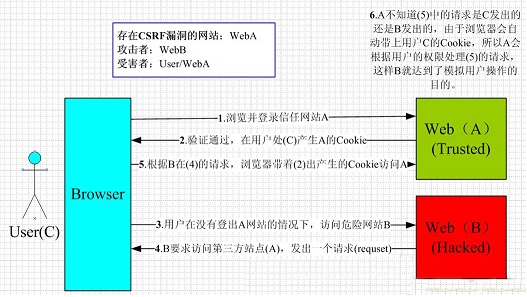 存在CSRF漏洞的网站：WebA
攻击者：WebB
受害者：User/WebA
6.A不知道(5)中的请求是C发出的
还是B发出的，由于浏览器会自
动带上用户C的Cookie，所以A会
根据用户的权限处理(5)的请求，
这样B就达到了模拟用户操作的
目的。
1.浏览并登录信任网站A
2.验证通过，在用户处(C)产生A的Cookie
5.根据B在(4)的请求，浏览器带着(2)出产生的Cookie访问A
Web（A）
(Trusted)
Browser
User(C)
3.用户在没有登出A网站的情况下，访问危险网站B
4.B要求访问第三方站点(A)，发出一个请求(requset)
Web（B）
(Hacked)